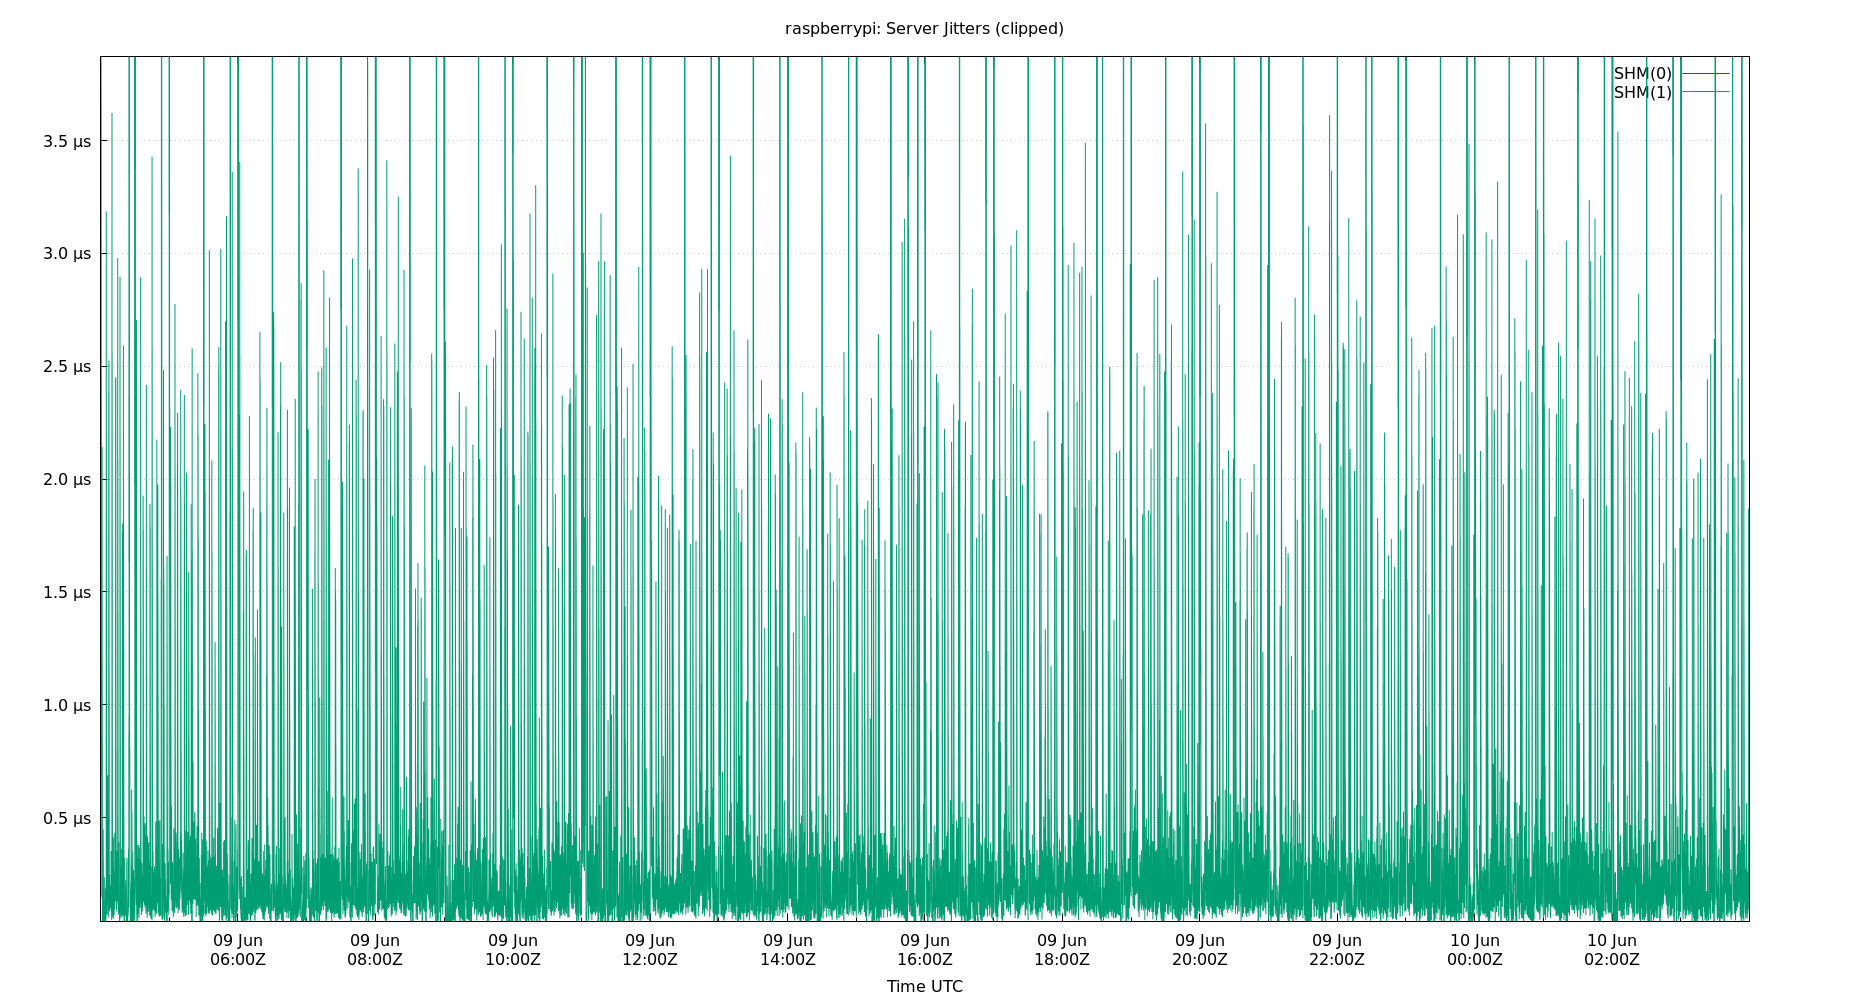 raspberrypi: Server Jitters (clipped)
SHM(0)
SHM(1)
3.5 µs
3.0 µs
2.5 µs
2.0 µs
1.5 µs
1.0 µs
0.5 µs
09 Jun 09 Jun 09 Jun 09 Jun 09 Jun 09 Jun 09 Jun 09 Jun 09 Jun 10 Jun 10 Jun
06:00Z 08:00Z 10:00Z 12:00Z 14:00Z 16:00Z 18:00Z 20:00Z 22:00Z 00:00Z 02:00Z
Time UTC